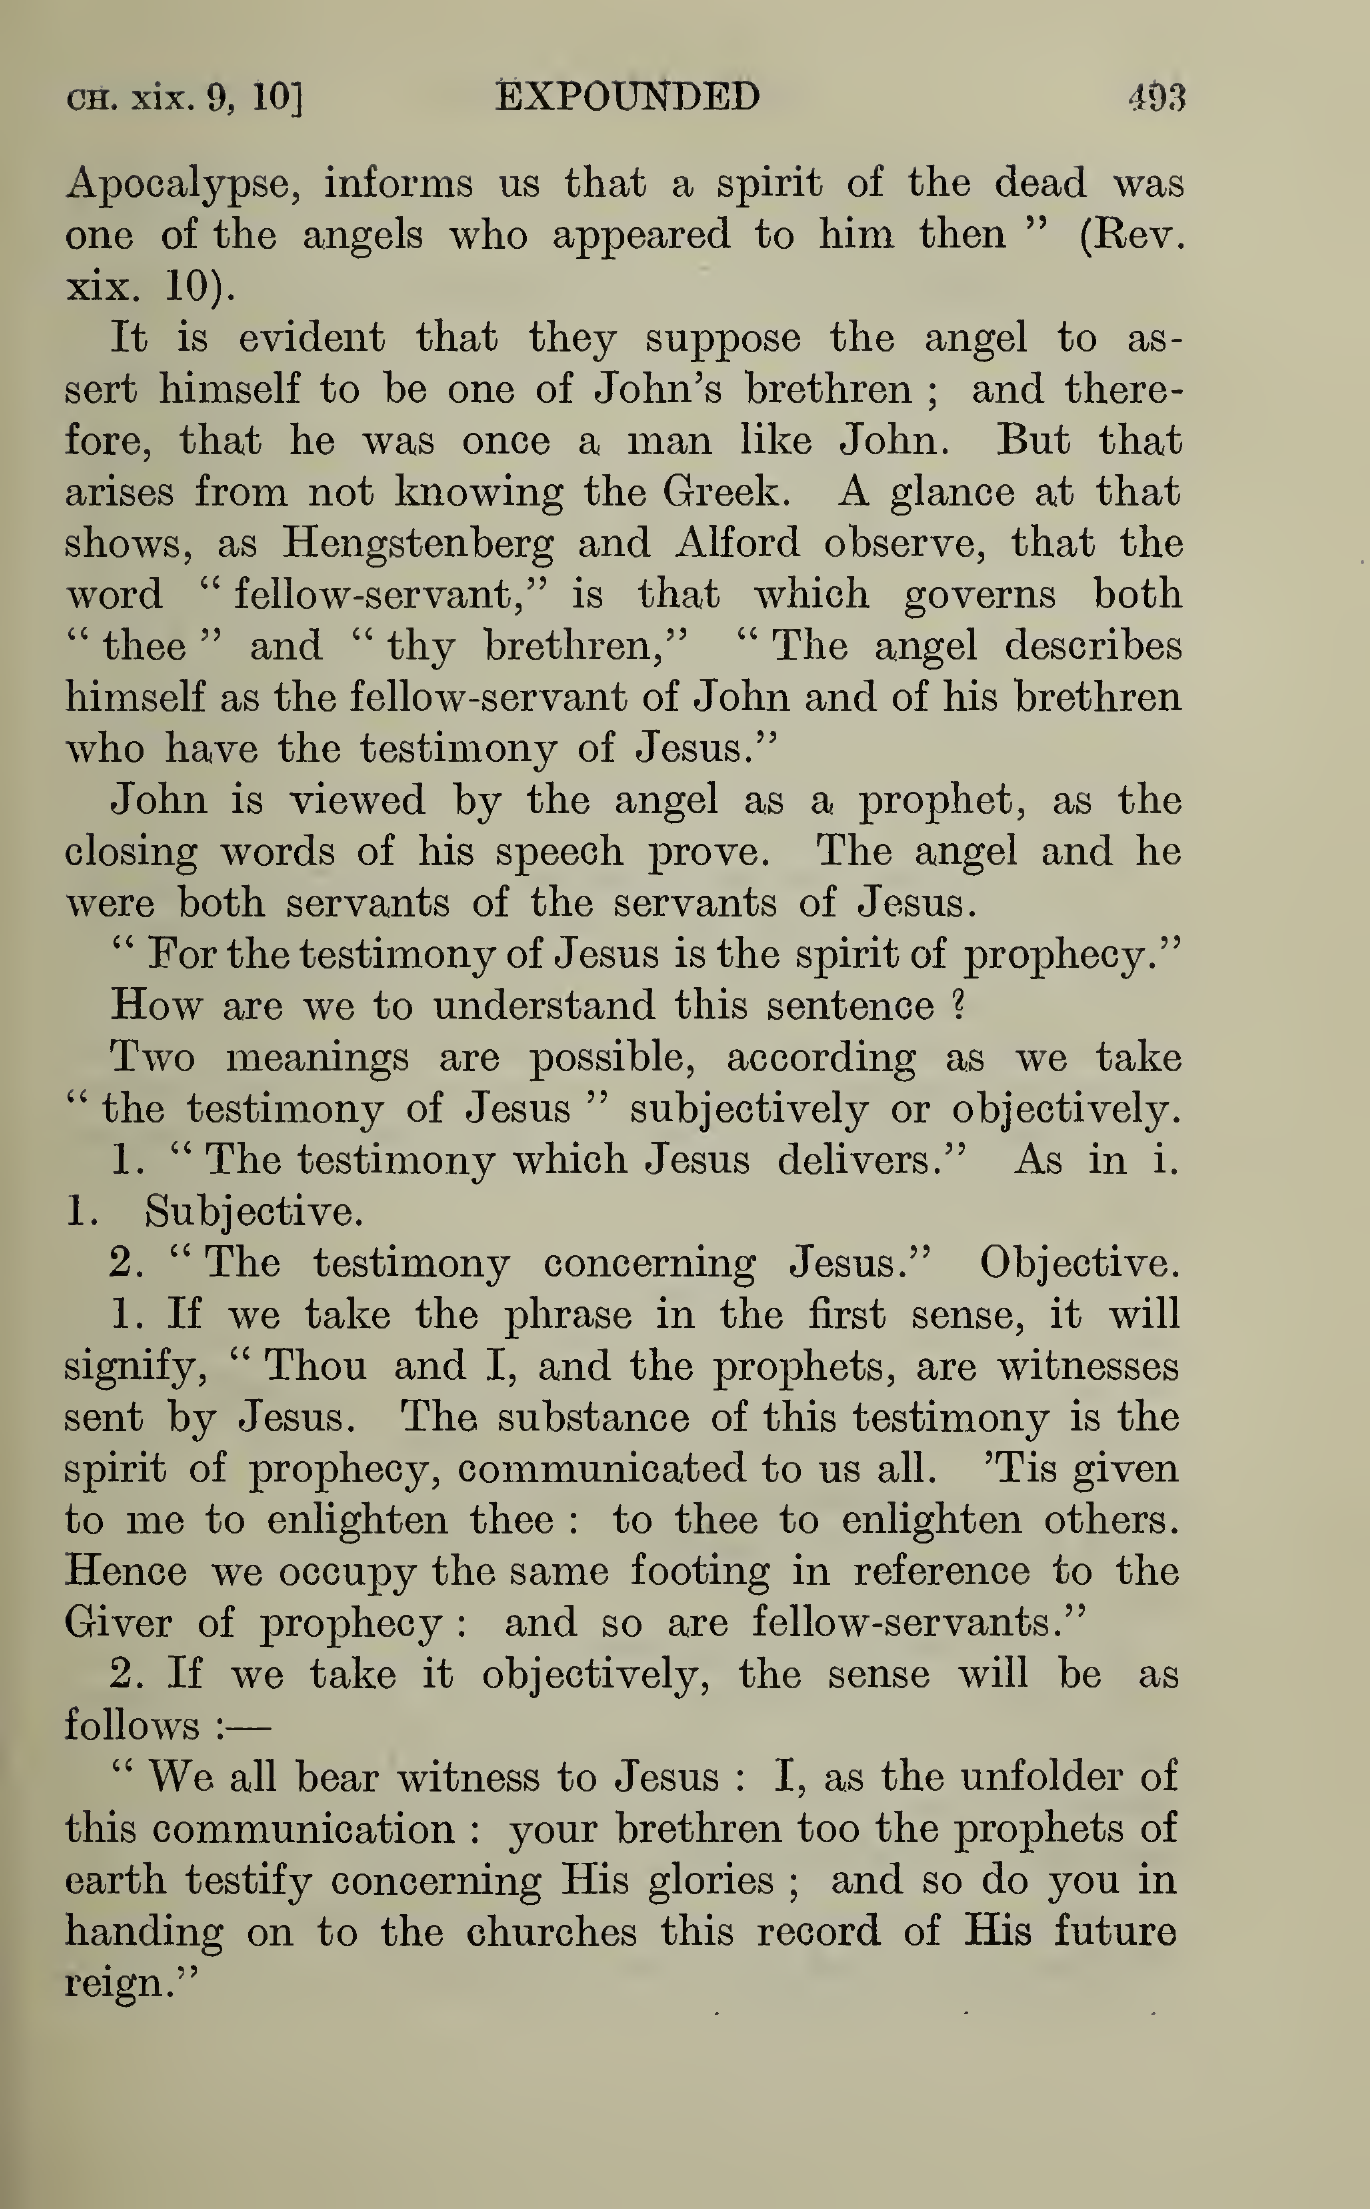 CH. xix. 9, 10] EXPOUNDED 493
Apocalypse, informs us that a spirit of the dead was
one of the angels who appeared to him then " (Rev.
xix. 10).
It is evident that they suppose the angel to as-
sert himself to be one of John's brethren ; and there-
fore, that he was once a man like John. But that
arises from not knowing the Greek. A glance at that
shows, as Hengstenberg and Alford observe, that the
word " fellow-servant," is that which governs both
" thee " and " thy brethren," " The angel describes
himself as the fellow-servant of John and of his brethren
who have the testimony of Jesus."
John is viewed by the angel as a prophet, as the
closing words of his speech prove. The angel and he
were both servants of the servants of Jesus.
" For the testimony of Jesus is the spirit of prophecy."
How are we to understand this sentence ?
Two meanings are possible, according as we take
" the testimony of Jesus " subjectively or objectively.
1. " The testimony which Jesus delivers." As in i.
1. Subjective.
2. " The testimony concerning Jesus." Objective.
1. If we take the phrase in the first sense, it will
signify, " Thou and I, and the prophets, are witnesses
sent by Jesus. The substance of this testimony is the
spirit of prophecy, communicated to us all. 'Tis given
to me to enlighten thee : to thee to enlighten others.
Hence we occupy the same footing in reference to the
Giver of prophecy : and so are fellow-servants."
2. If we take it objectively, the sense will be as
follows :—
" We all bear witness to Jesus : I, as the unfolder of
this communication : your brethren too the prophets of
earth testify concerning His glories ; and so do you in
handing on to the churches this record of His future
reign."